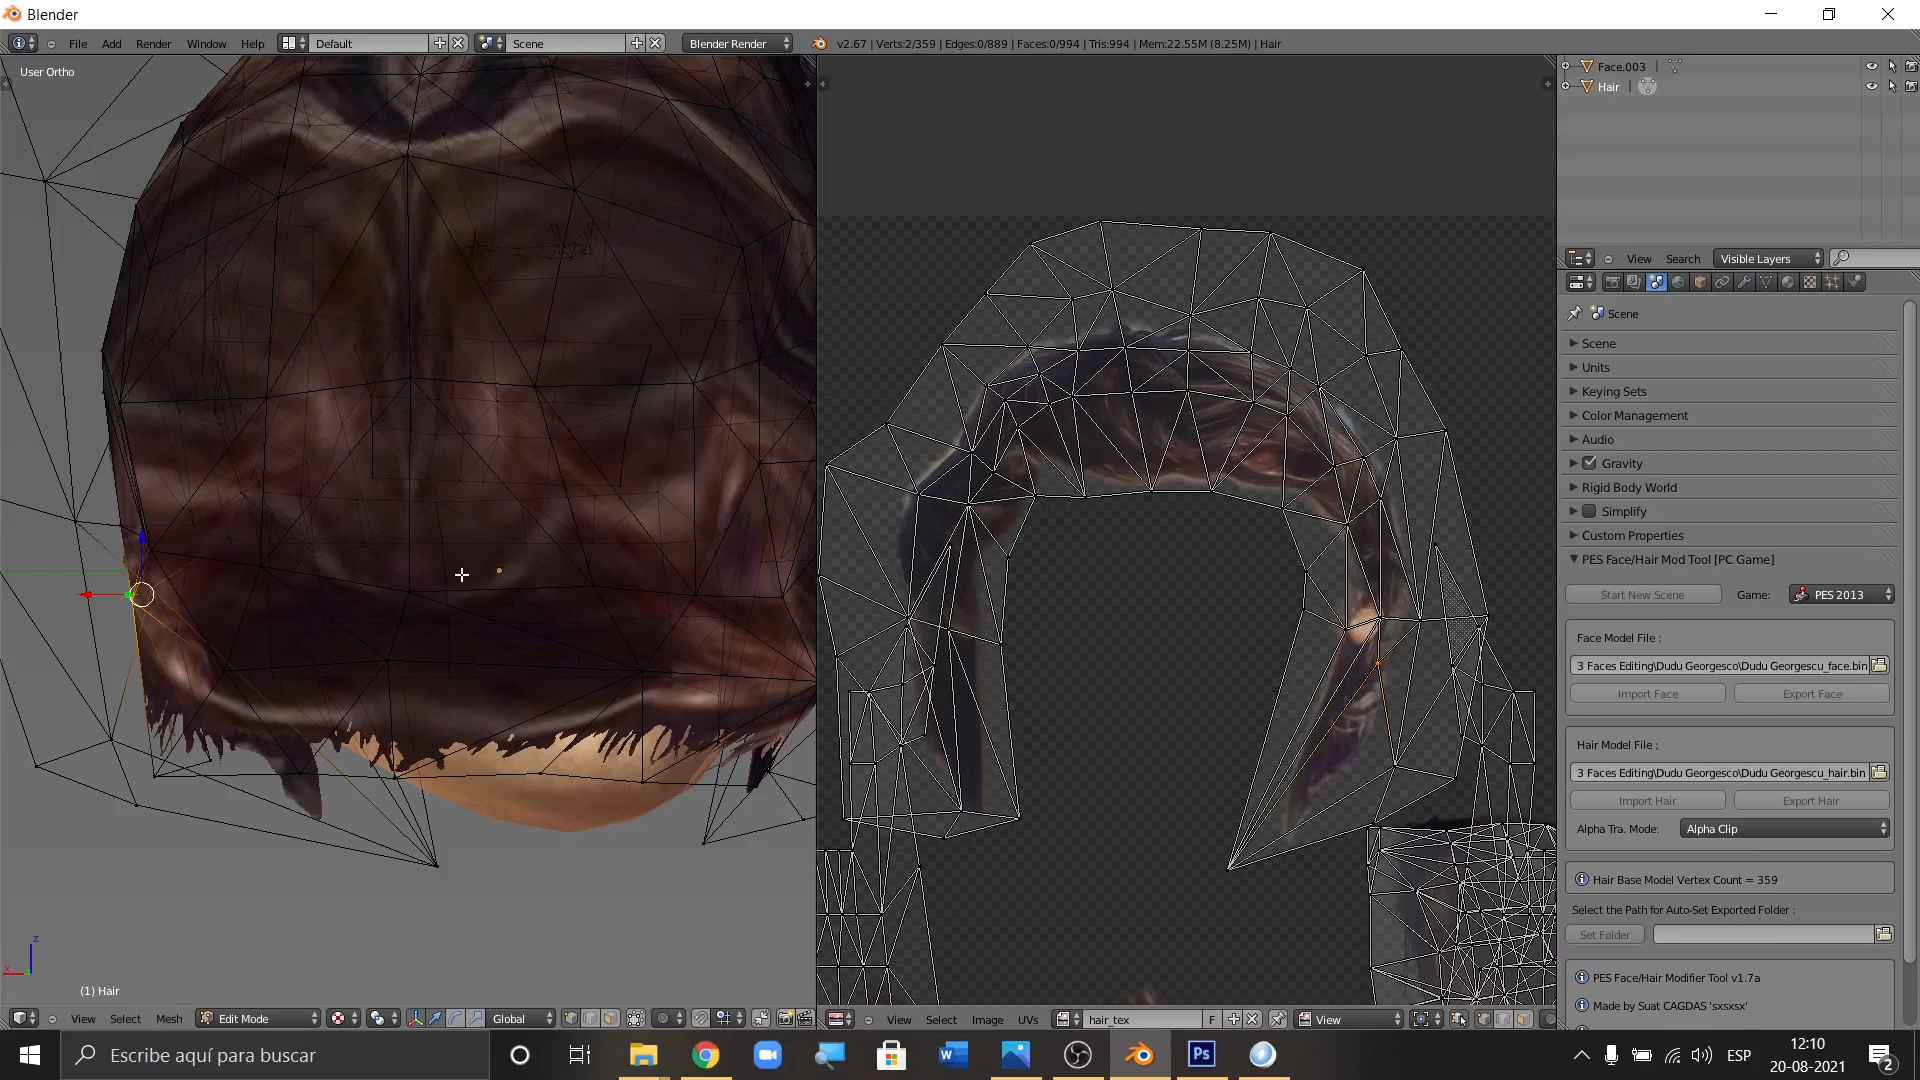 Blender
File Add Render Window Help Default Scene Blender Render v2.67 | Verts:2/359 | Edges:0/889 | Faces:0/994 | Tris:994 | Mem:22.55M (8.25M) | Hair
User Ortho
Face.003
Hair
View Search Visible Layers
Scene
Scene
Units
Keying Sets
Color Management
Audio
Gravity
Rigid Body World
Simplify
Custom Properties
PES Face/Hair Mod Tool [PC Game]
Start New Scene Game: PES 2013
Face Model File :
3 Faces Editing\Dudu Georgesco\Dudu Georgescu_face.bin
Import Face Export Face
Hair Model File :
3 Faces Editing\Dudu Georgesco\Dudu Georgescu_hair.bin
Import Hair Export Hair
Alpha Tra. Mode: Alpha Clip
Hair Base Model Vertex Count = 359
Select the Path for Auto-Set Exported Folder :
Set Folder
PES Face/Hair Modifier Tool v1.7a
Made by Suat CAGDAS 'sxsxsx'
z
x
(1) Hair
View Select Mesh Edit Mode Global
View Select Image UVs hair_tex F View
Escribe aquí para buscar
ESP
12:10
20-08-2021
2